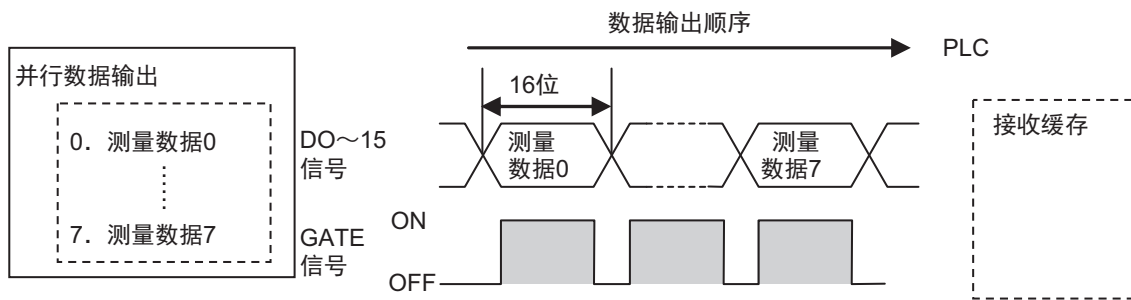 数据输出顺序
PLC
并行数据输出
16位
接收缓存
0. 测量数据0
DO～15
信号
测量
数据0
测量
数据7
7. 测量数据7
GATE
信号
ON
OFF